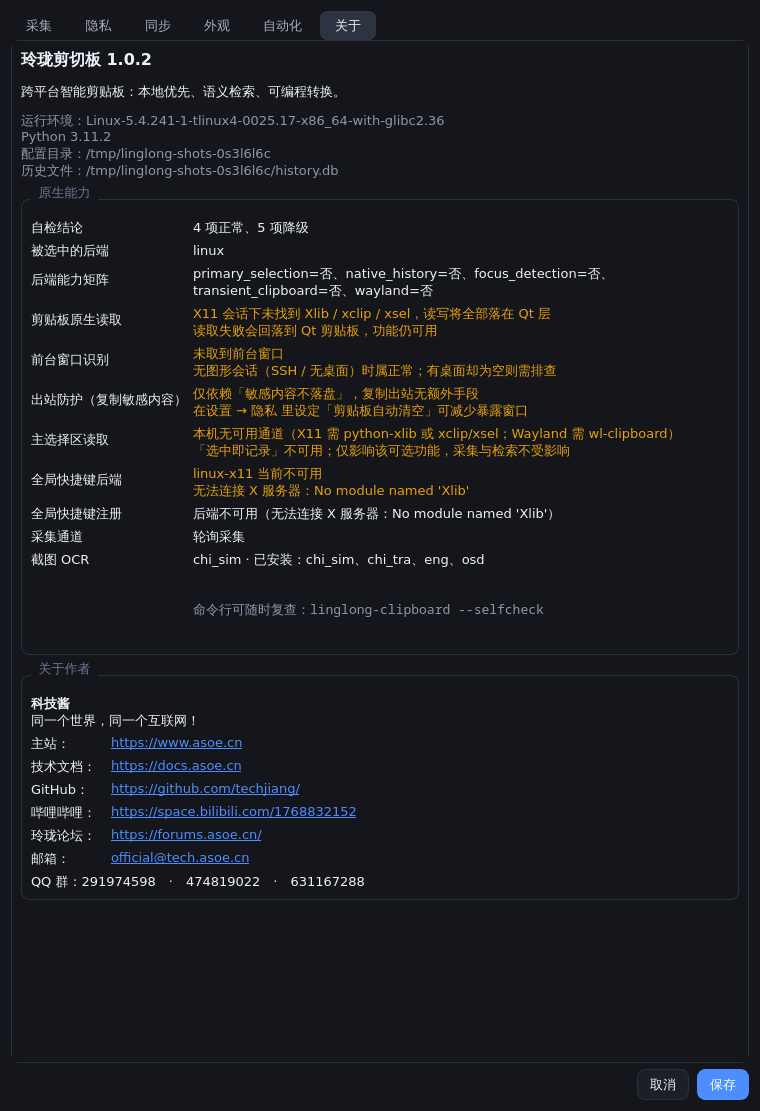 采集 隐私 同步 外观 自动化 关于
玲珑剪切板 1.0.2
跨平台智能剪贴板：本地优先、语义检索、可编程转换。
运行环境：Linux-5.4.241-1-tlinux4-0025.17-x86_64-with-glibc2.36
Python 3.11.2
配置目录：/tmp/linglong-shots-0s3l6l6c
历史文件：/tmp/linglong-shots-0s3l6l6c/history.db
原生能力
自检结论 4 项正常、5 项降级
被选中的后端 linux
后端能力矩阵 primary_selection=否、native_history=否、focus_detection=否、
transient_clipboard=否、wayland=否
剪贴板原生读取 X11 会话下未找到 Xlib / xclip / xsel，读写将全部落在 Qt 层
读取失败会回落到 Qt 剪贴板，功能仍可用
前台窗口识别 未取到前台窗口
无图形会话（SSH / 无桌面）时属正常；有桌面却为空则需排查
出站防护（复制敏感内容） 仅依赖「敏感内容不落盘」，复制出站无额外手段
在设置 → 隐私 里设定「剪贴板自动清空」可减少暴露窗口
主选择区读取 本机无可用通道（X11 需 python-xlib 或 xclip/xsel；Wayland 需 wl-clipboard）
「选中即记录」不可用；仅影响该可选功能，采集与检索不受影响
全局快捷键后端 linux-x11 当前不可用
无法连接 X 服务器：No module named 'Xlib'
全局快捷键注册 后端不可用（无法连接 X 服务器：No module named 'Xlib'）
采集通道 轮询采集
截图 OCR chi_sim · 已安装：chi_sim、chi_tra、eng、osd
命令行可随时复查：linglong-clipboard --selfcheck
关于作者
科技酱
同一个世界，同一个互联网！
主站： https://www.asoe.cn
技术文档： https://docs.asoe.cn
GitHub： https://github.com/techjiang/
哔哩哔哩： https://space.bilibili.com/1768832152
玲珑论坛： https://forums.asoe.cn/
邮箱： official@tech.asoe.cn
QQ 群：291974598 · 474819022 · 631167288
取消 保存